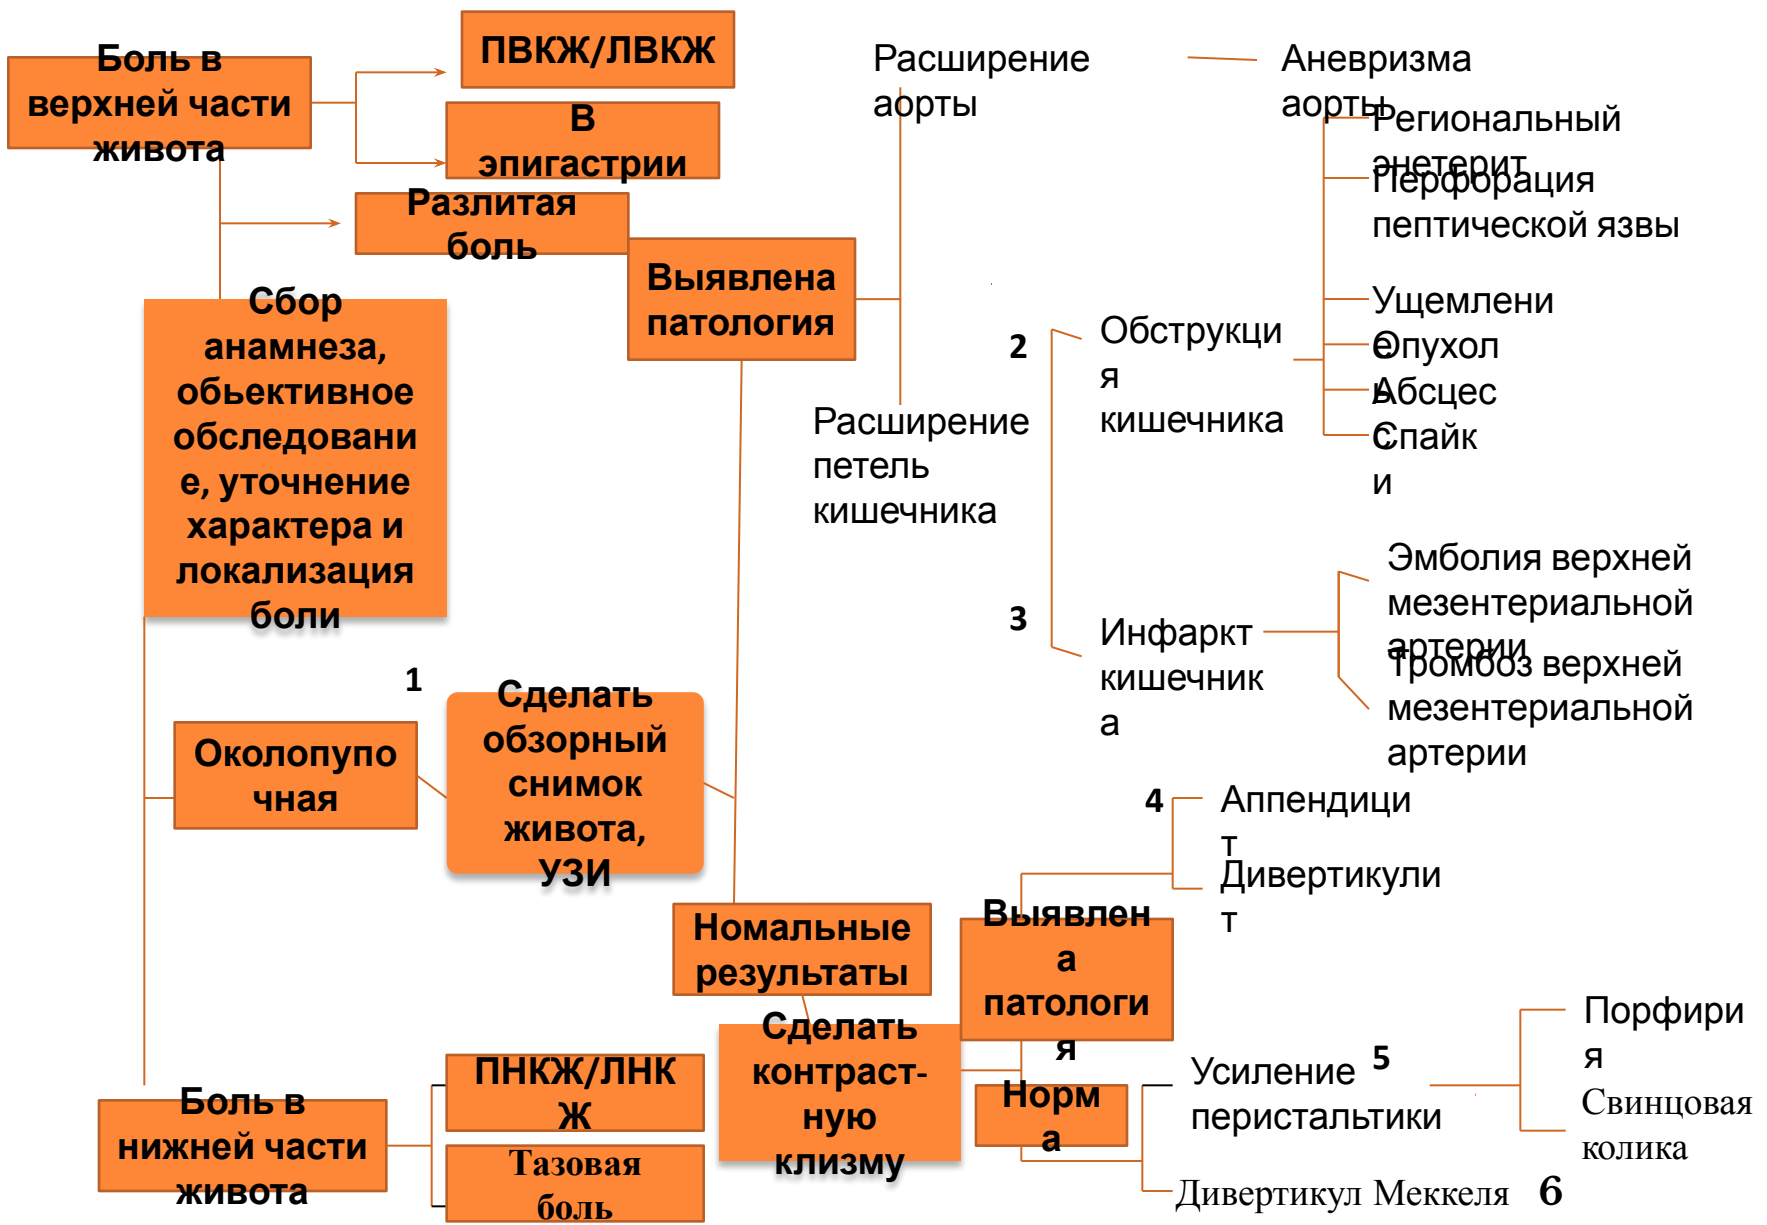 Боль в
верхней части
живота
ПВКЖ/ЛВКЖ
В
эпигастрии
Разлитая
боль
Выявлена
патология
Расширение
аорты
Аневризма
аорты
Региональный
энетерит
Перфорация
пептической язвы
Ущемлени
е
Опухол
ь
Абсцес
с
Спайк
и
2
Обструкци
я
кишечника
Расширение
петель
кишечника
Сбор
анамнеза,
обьективное
обследовани
е, уточнение
характера и
локализация
боли
3
Инфаркт
кишечник
а
Эмболия верхней
мезентериальной
артерии
Тромбоз верхней
мезентериальной
артерии
1
Околопупо
чная
Сделать
обзорный
снимок
живота,
УЗИ
4
Аппендици
т
Дивертикули
т
Номальные
результаты
Выявлен
а
патологи
я
Сделать
контраст-
ную
клизму
Норм
а
Усиление
перистальтики
5
Порфири
я
Свинцовая
колика
Дивертикул Меккеля 6
Боль в
нижней части
живота
ПНКЖ/ЛНК
Ж
Тазовая
боль